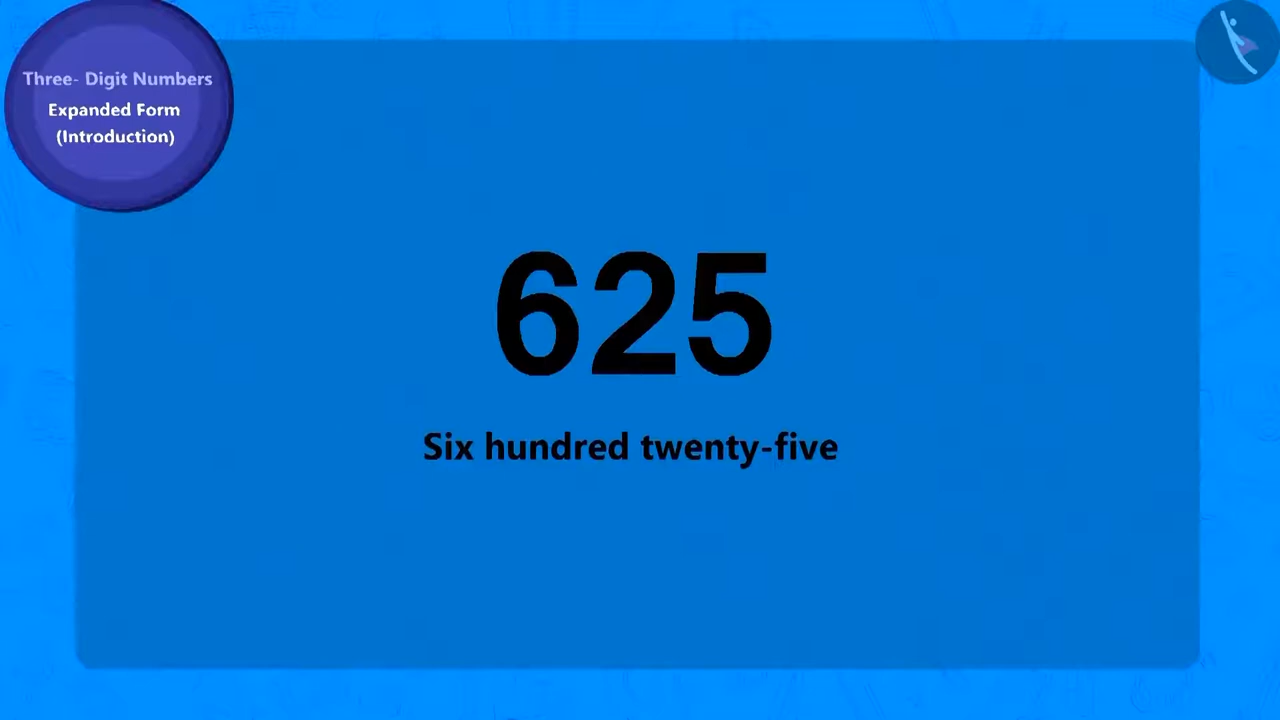 Three- Digit Numbers
Expanded Form
(Introduction)
625
Six hundred twenty-five